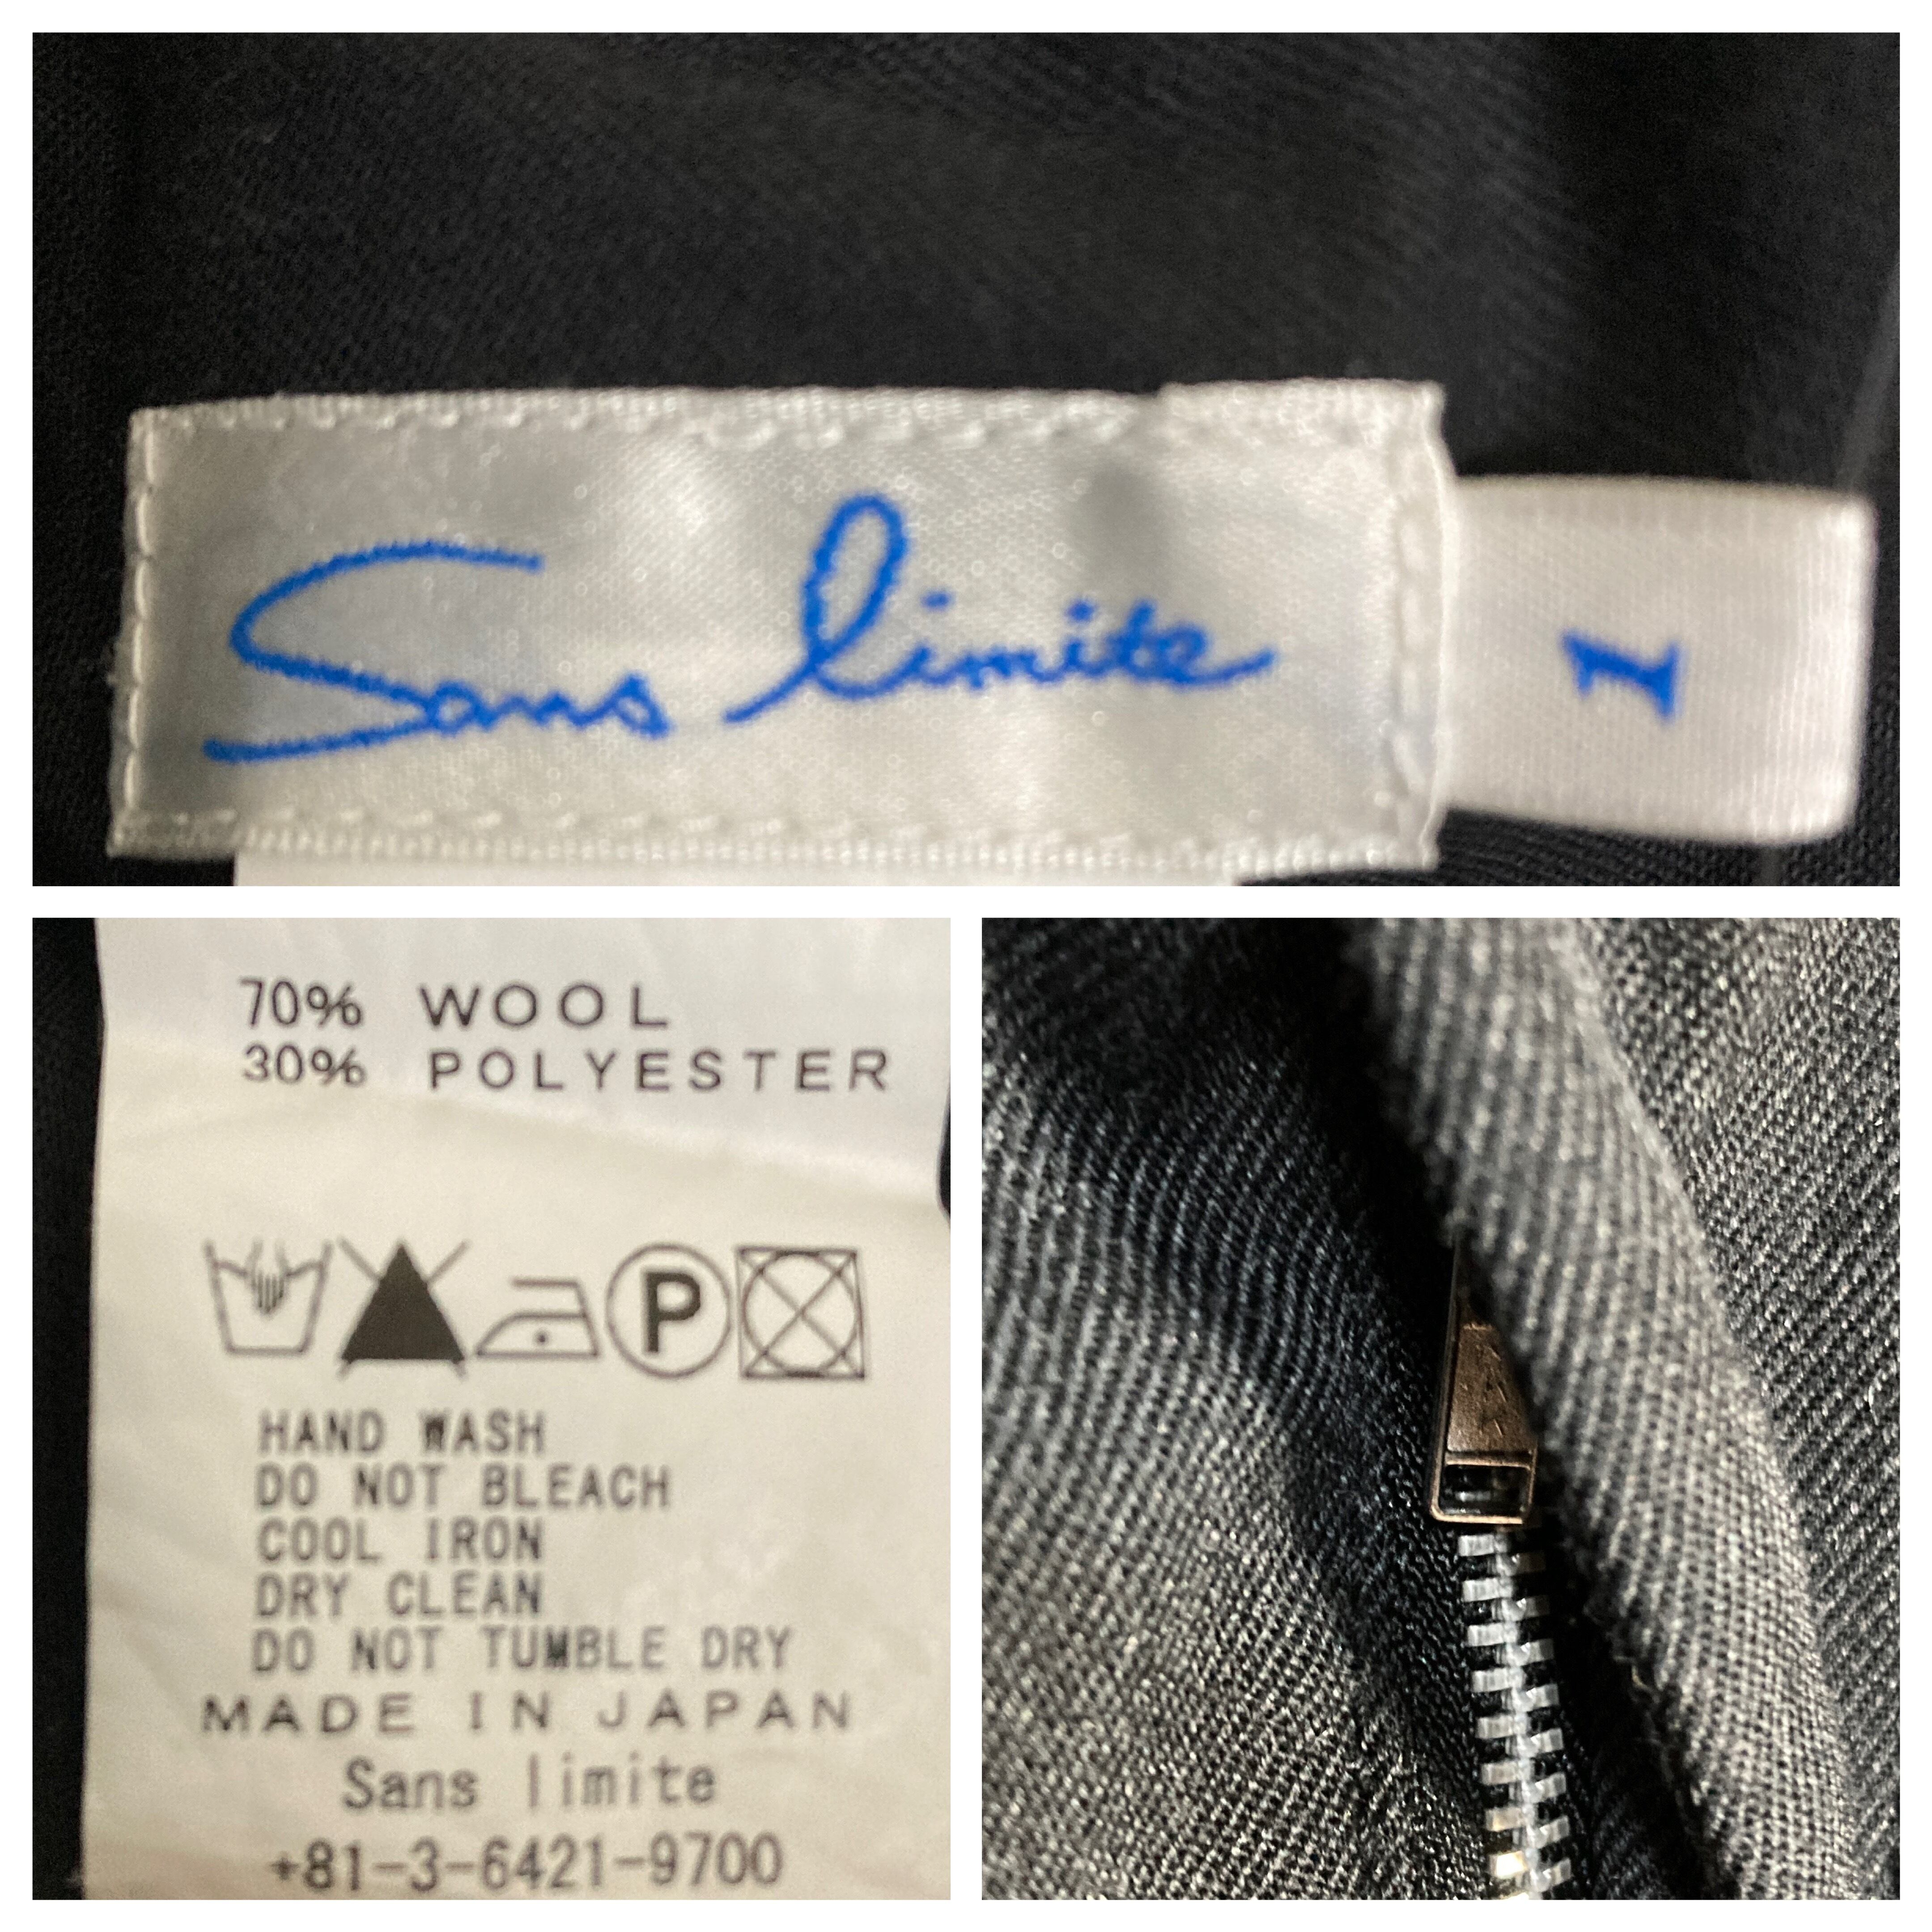 Sans limite
1
70% WOOL
30% POLYESTER
P
HAND WASH
DO NOT BLEACH
COOL IRON
DRY CLEAN
DO NOT TUMBLE DRY
MADE IN JAPAN
Sans limite
+81-3-6421-9700